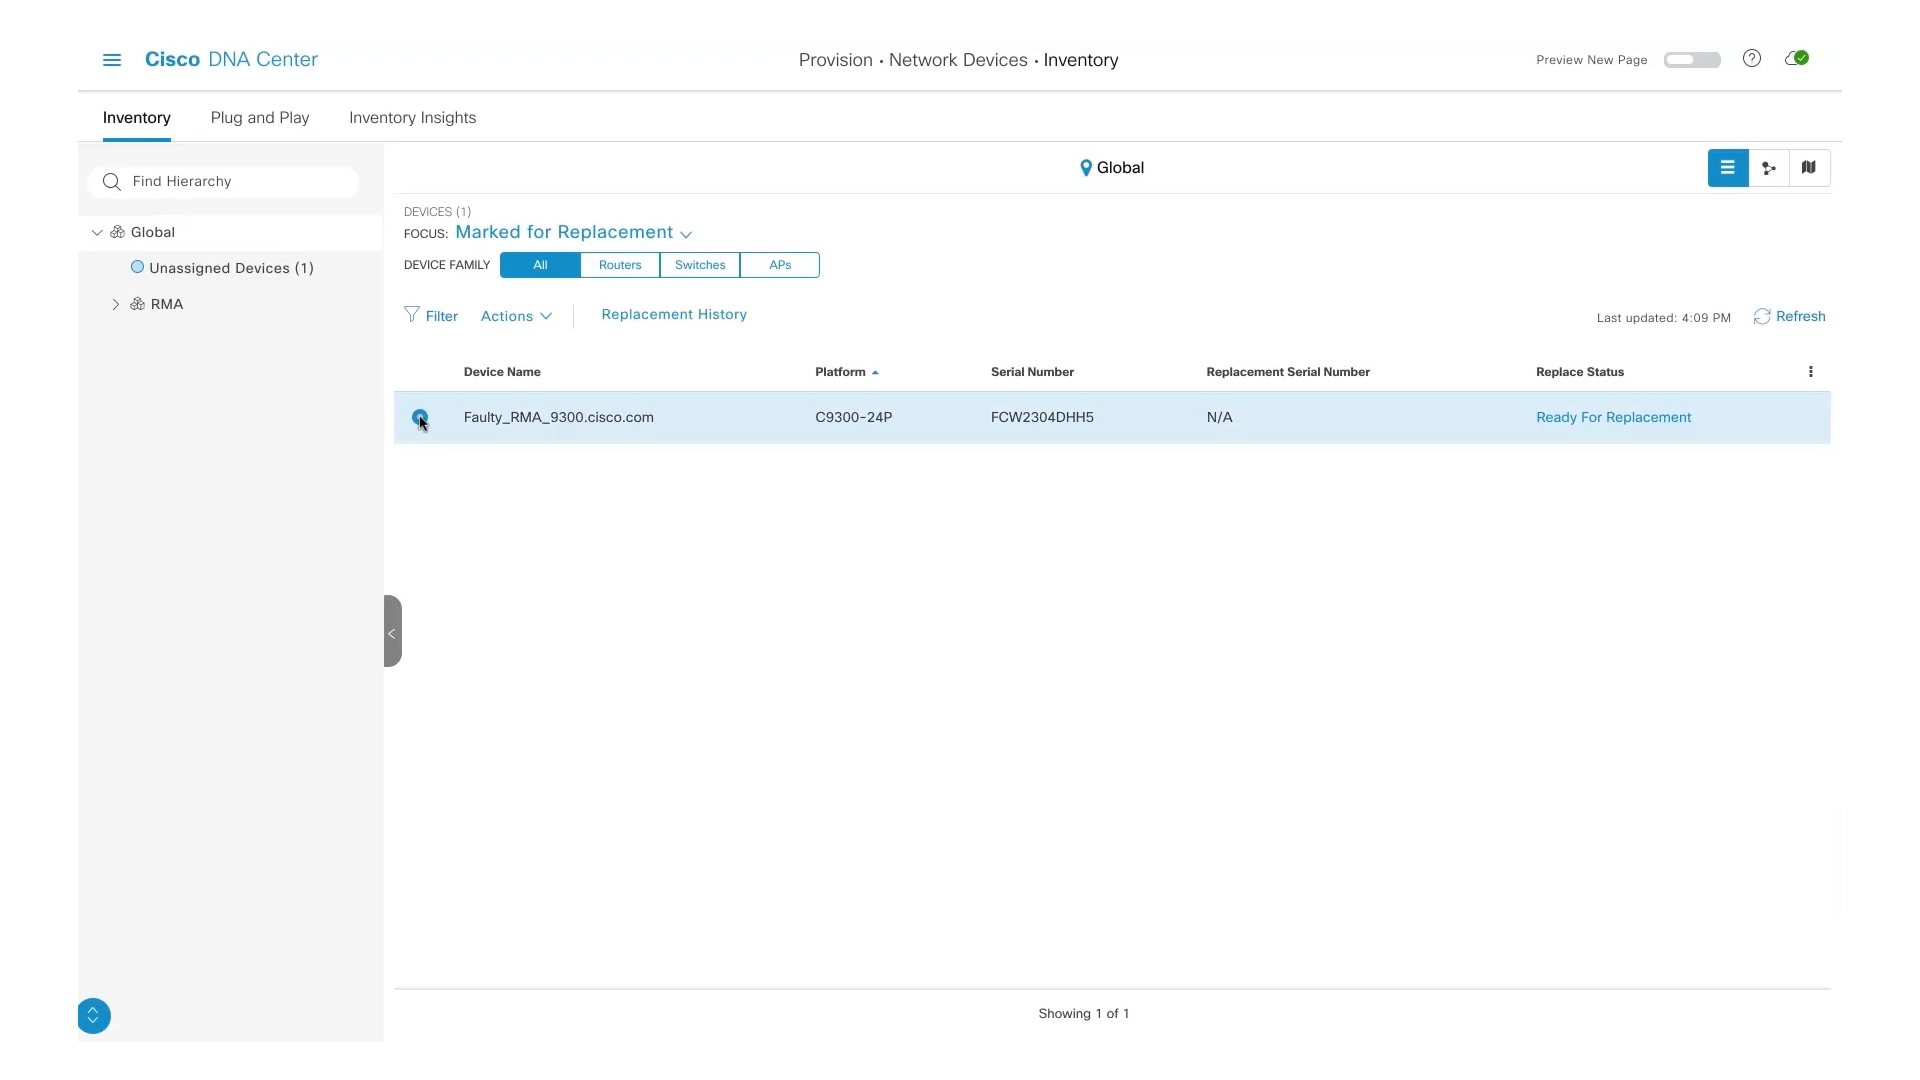 Cisco DNA Center
Provision · Network Devices · Inventory
Preview New Page
Inventory
Plug and Play
Inventory Insights
Find Hierarchy
Global
Unassigned Devices (1)
RMA
Global
DEVICES (1)
FOCUS: Marked for Replacement
DEVICE FAMILY All Routers Switches APs
Filter Actions Replacement History
Last updated: 4:09 PM Refresh
Device Name Platform Serial Number Replacement Serial Number Replace Status
Faulty_RMA_9300.cisco.com C9300-24P FCW2304DHH5 N/A Ready For Replacement
Showing 1 of 1